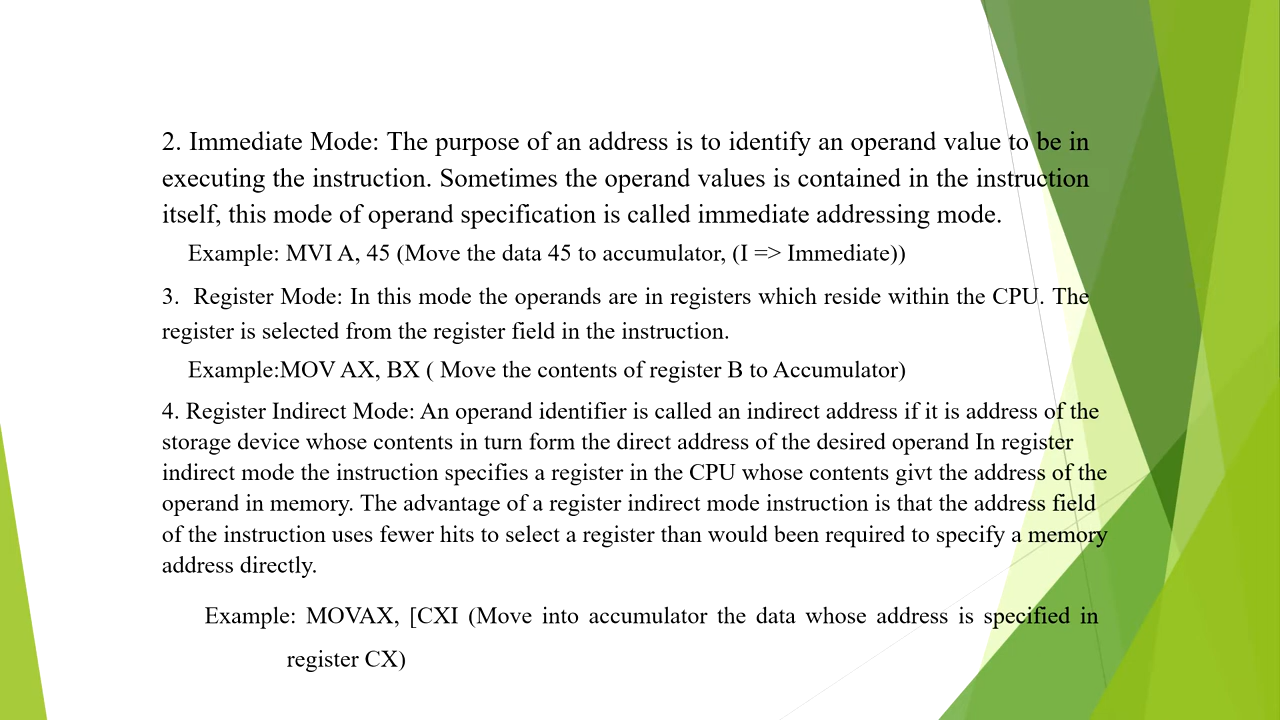 2. Immediate Mode: The purpose of an address is to identify an operand value to be in
executing the instruction. Sometimes the operand values is contained in the instruction
itself, this mode of operand specification is called immediate addressing mode.
Example: MVI A, 45 (Move the data 45 to accumulator, (I => Immediate))
3. Register Mode: In this mode the operands are in registers which reside within the CPU. The
register is selected from the register field in the instruction.
Example:MOV AX, BX ( Move the contents of register B to Accumulator)
4. Register Indirect Mode: An operand identifier is called an indirect address if it is address of the
storage device whose contents in turn form the direct address of the desired operand In register
indirect mode the instruction specifies a register in the CPU whose contents givt the address of the
operand in memory. The advantage of a register indirect mode instruction is that the address field
of the instruction uses fewer hits to select a register than would been required to specify a memory
address directly.
Example: MOVAX, [CXI (Move into accumulator the data whose address is specified in
register CX)